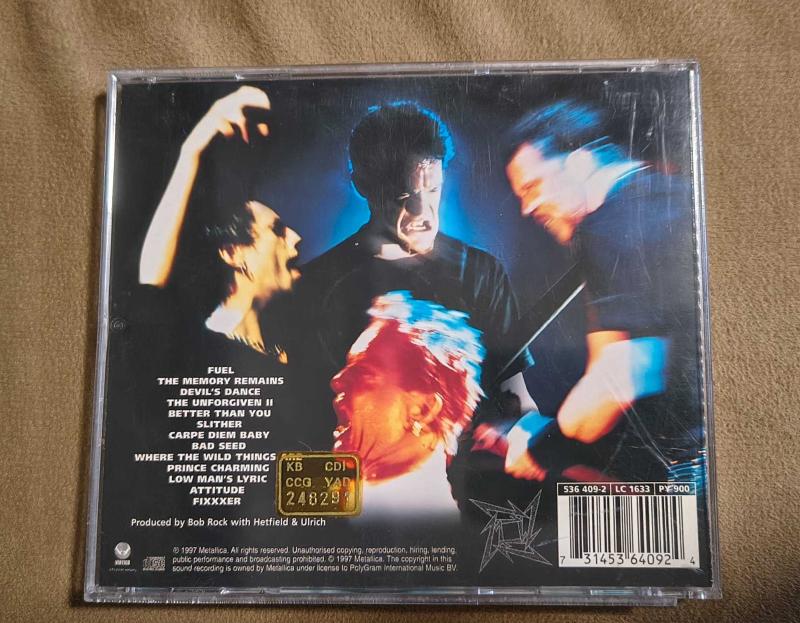 FUEL
THE MEMORY REMAINS
DEVIL'S DANCE
THE UNFORGIVEN II
BETTER THAN YOU
SLITHER
CARPE DIEM BABY
BAD SEED
WHERE THE WILD THINGS ARE
PRINCE CHARMING
LOW MAN'S LYRIC
ATTITUDE
FIXXXER
KB CDI
CCG YAD
Produced by Bob Rock with Hetfield & Ulrich
536 409-2 LC 1633 PY 900
7 31453 64092 4
℗ 1997 Metallica. All rights reserved. Unauthorised copying, reproduction, hiring, lending,
public performance and broadcasting prohibited. © 1997 Metallica. The copyright in this
sound recording is owned by Metallica under license to PolyGram International Music BV.